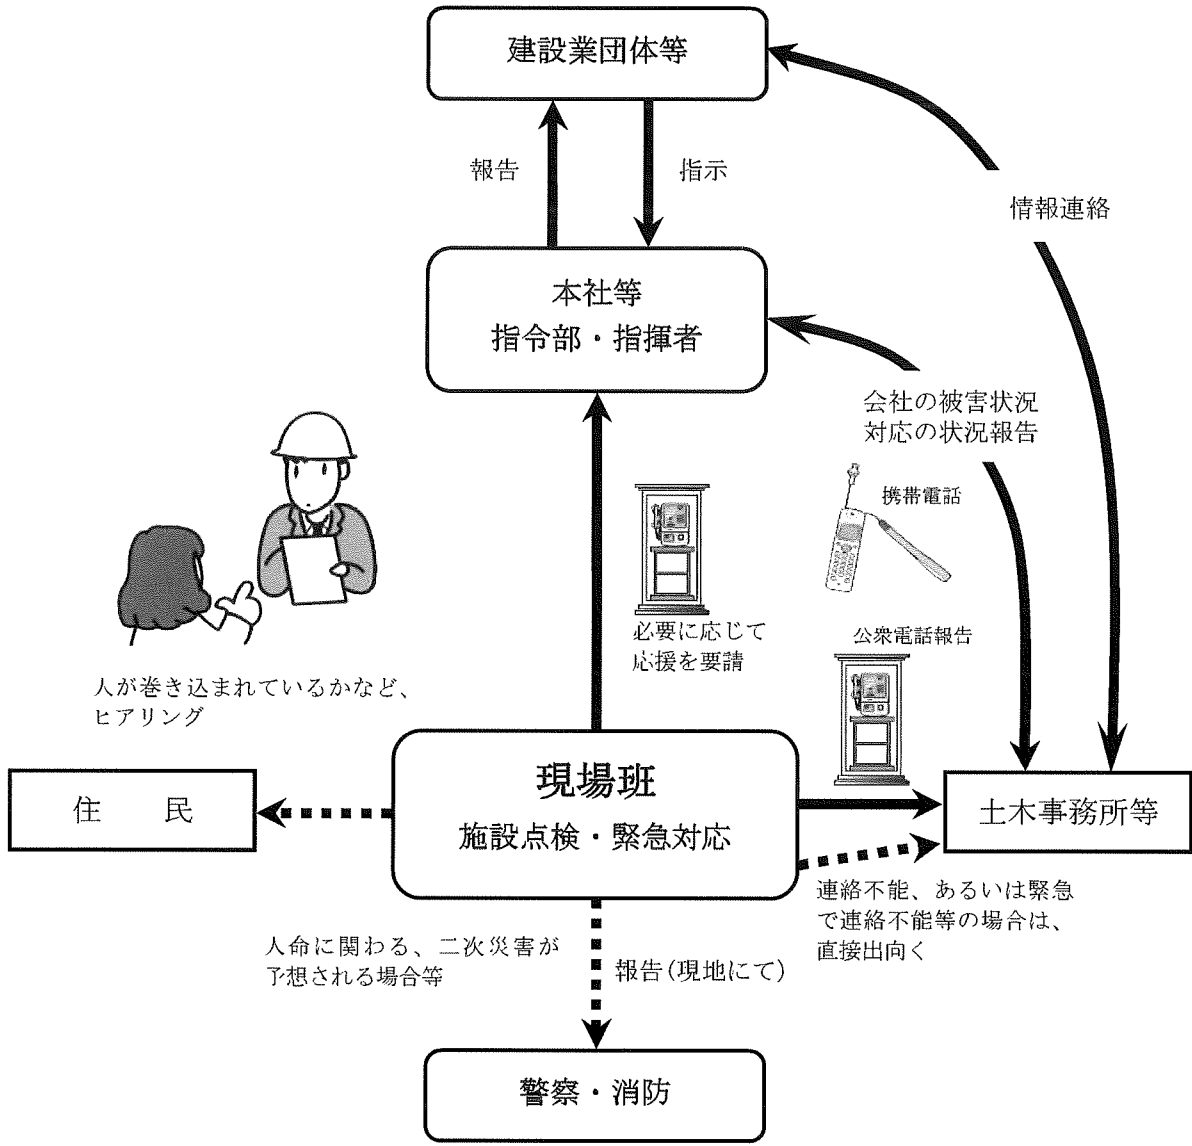 建設業団体等
報告
指示
情報連絡
本社等
指令部・指揮者
会社の被害状況
対応の状況報告
携帯電話
必要に応じて
応援を要請
公衆電話報告
人が巻き込まれているかなど、
ヒアリング
現場班
施設点検・緊急対応
住　　民
土木事務所等
連絡不能、あるいは緊急
で連絡不能等の場合は、
直接出向く
人命に関わる、二次災害が
予想される場合等
報告(現地にて)
警察・消防